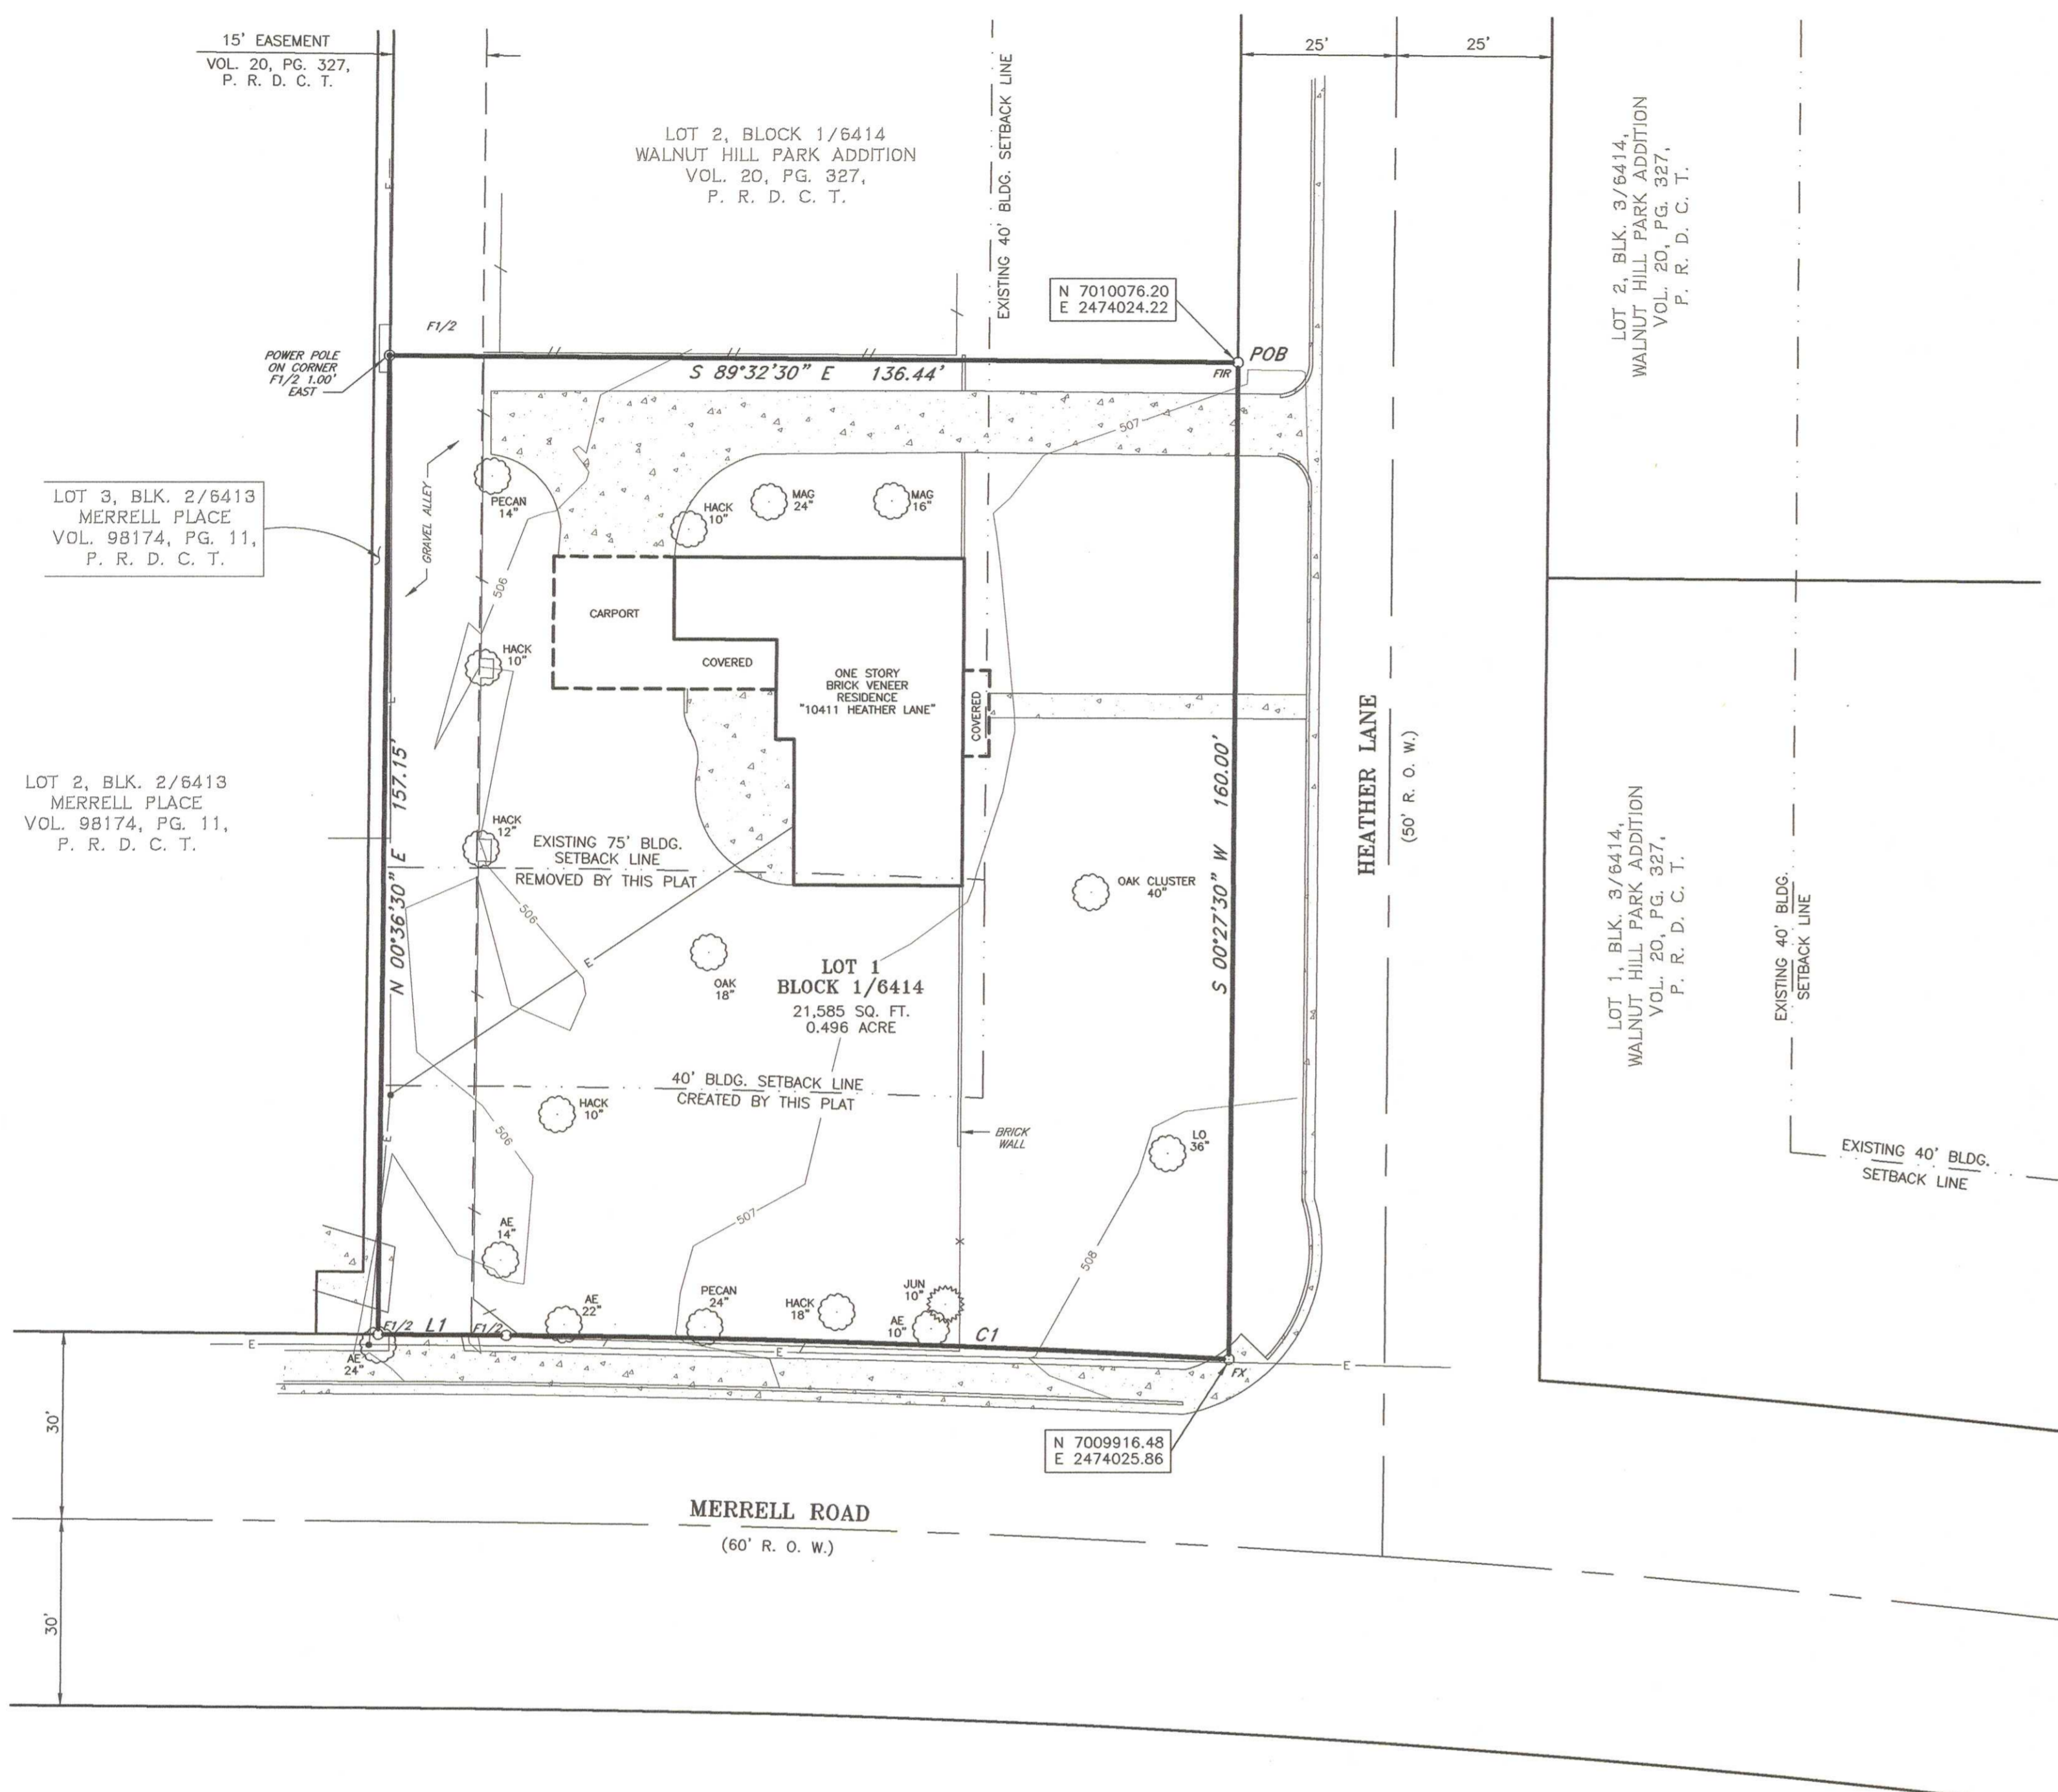 15' EASEMENT
VOL. 20, PG. 327,
P. R. D. C. T.
25'
25'
LOT 2, BLOCK 1/6414
WALNUT HILL PARK ADDITION
VOL. 20, PG. 327,
P. R. D. C. T.
EXISTING 40' BLDG. SETBACK LINE
LOT 2, BLK. 3/6414,
WALNUT HILL PARK ADDITION
VOL. 20, PG. 327,
P. R. D. C. T.
E
N 7010076.20
E 2474024.22
F1/2
POWER POLE
ON CORNER
F1/2 1.00'
EAST
POB
FIR
S 89°32'30" E 136.44'
507
LOT 3, BLK. 2/6413
MERRELL PLACE
VOL. 98174, PG. 11,
P. R. D. C. T.
GRAVEL ALLEY
PECAN
14"
HACK
10"
MAG
24"
MAG
16"
506
CARPORT
COVERED
HACK
10"
ONE STORY
BRICK VENEER
RESIDENCE
"10411 HEATHER LANE"
COVERED
E
HEATHER LANE
(50' R. O. W.)
N 00°36'30" E 157.15'
S 00°27'30" W 160.00'
LOT 2, BLK. 2/6413
MERRELL PLACE
VOL. 98174, PG. 11,
P. R. D. C. T.
HACK
12"
EXISTING 75' BLDG.
SETBACK LINE
REMOVED BY THIS PLAT
506
OAK CLUSTER
40"
LOT 1, BLK. 3/6414,
WALNUT HILL PARK ADDITION
VOL. 20, PG. 327,
P. R. D. C. T.
EXISTING 40' BLDG.
SETBACK LINE
E
OAK
18"
LOT 1
BLOCK 1/6414
21,585 SQ. FT.
0.496 ACRE
40' BLDG. SETBACK LINE
CREATED BY THIS PLAT
HACK
10"
E
506
BRICK
WALL
LO
36"
EXISTING 40' BLDG.
SETBACK LINE
507
508
AE
14"
AE
22"
PECAN
24"
HACK
18"
JUN
10"
AE
10"
F1/2
L1
F1/2
C1
E
AE
24"
E
E
FX
N 7009916.48
E 2474025.86
30'
MERRELL ROAD
(60' R. O. W.)
30'